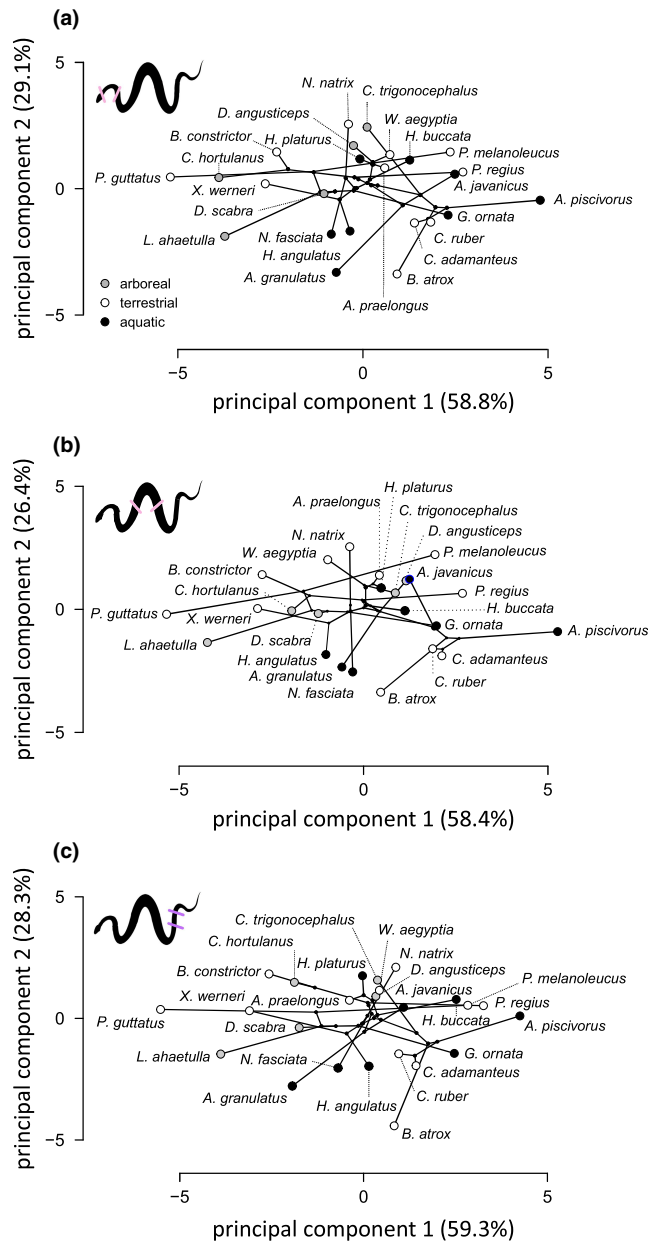 (a)
principal component 2 (29.1%)
5
0
−5
N. natrix
C. trigonocephalus
D. angusticeps
W. aegyptia
B. constrictor
H. platurus
H. buccata
C. hortulanus
P. melanoleucus
P. guttatus
P. regius
X. werneri
A. javanicus
A. piscivorus
D. scabra
G. ornata
L. ahaetulla
N. fasciata
C. ruber
H. angulatus
C. adamanteus
A. granulatus
B. atrox
A. praelongus
arboreal
terrestrial
aquatic
−5
0
5
principal component 1 (58.8%)
(b)
principal component 2 (26.4%)
5
0
−5
H. platurus
A. praelongus
C. trigonocephalus
N. natrix
D. angusticeps
W. aegyptia
P. melanoleucus
B. constrictor
A. javanicus
C. hortulanus
P. regius
P. guttatus
X. werneri
H. buccata
G. ornata
A. piscivorus
L. ahaetulla
D. scabra
H. angulatus
C. adamanteus
A. granulatus
C. ruber
N. fasciata
B. atrox
−5
0
5
principal component 1 (58.4%)
(c)
principal component 2 (28.3%)
5
0
−5
C. trigonocephalus
W. aegyptia
C. hortulanus
N. natrix
H. platurus
D. angusticeps
B. constrictor
P. melanoleucus
A. javanicus
X. werneri
A. praelongus
P. regius
P. guttatus
H. buccata
A. piscivorus
D. scabra
L. ahaetulla
N. fasciata
G. ornata
C. adamanteus
A. granulatus
H. angulatus
C. ruber
B. atrox
−5
0
5
principal component 1 (59.3%)